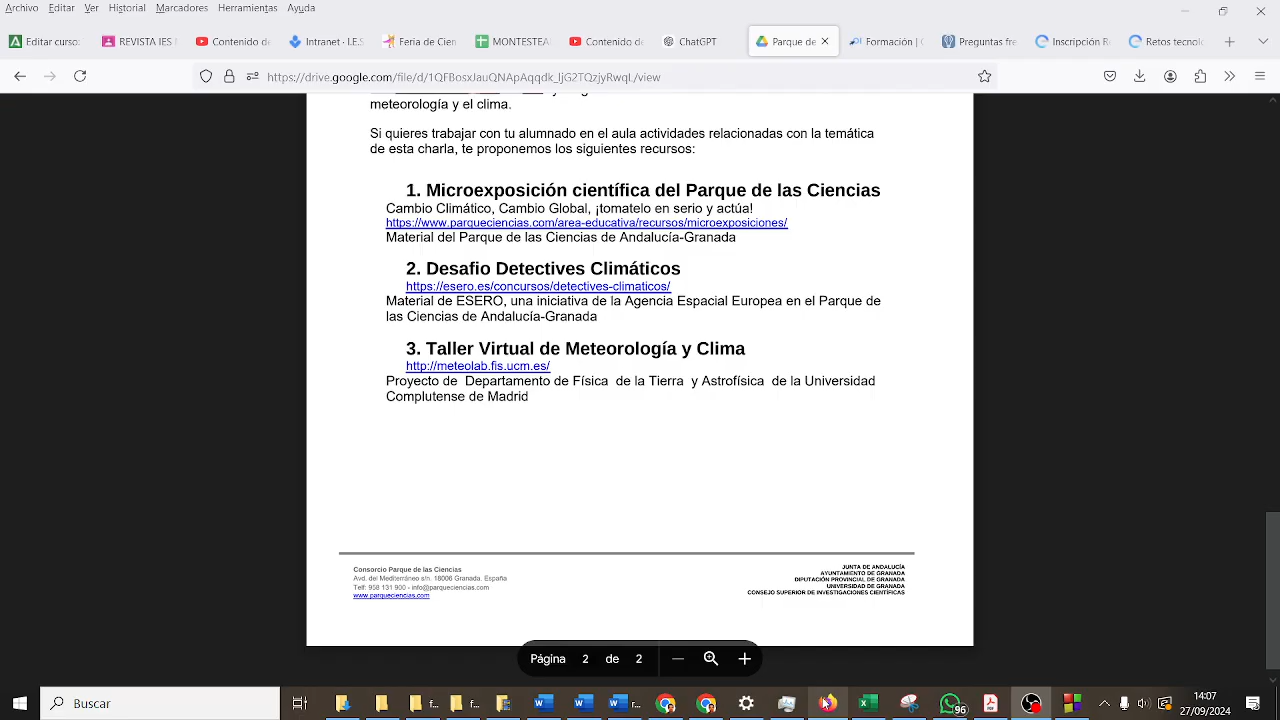 Archivo Editar Ver Historial Marcadores Herramientas Ayuda
Editar curso: REVISTA IES Contenido de Intranet - I.ES Feria de Cien MONTESTEA Contenido de ChatGPT Parque de Formación | Preguntas fre Inscripción Re Retos tecnolo
https://drive.google.com/file/d/1QFBosxJauQNApAqqdk_ljG2TQzjyRwqL/view
meteorología y el clima.
Si quieres trabajar con tu alumnado en el aula actividades relacionadas con la temática
de esta charla, te proponemos los siguientes recursos:
1. Microexposición científica del Parque de las Ciencias
Cambio Climático, Cambio Global, ¡tomatelo en serio y actúa!
https://www.parqueciencias.com/area-educativa/recursos/microexposiciones/
Material del Parque de las Ciencias de Andalucía-Granada
2. Desafio Detectives Climáticos
https://esero.es/concursos/detectives-climaticos/
Material de ESERO, una iniciativa de la Agencia Espacial Europea en el Parque de
las Ciencias de Andalucía-Granada
3. Taller Virtual de Meteorología y Clima
http://meteolab.fis.ucm.es/
Proyecto de Departamento de Física de la Tierra y Astrofísica de la Universidad
Complutense de Madrid
Consorcio Parque de las Ciencias
Avd. del Mediterráneo s/n. 18006 Granada. España
Telf: 958 131 900 - info@parqueciencias.com
www.parqueciencias.com
JUNTA DE ANDALUCÍA
AYUNTAMIENTO DE GRANADA
DIPUTACIÓN PROVINCIAL DE GRANADA
UNIVERSIDAD DE GRANADA
CONSEJO SUPERIOR DE INVESTIGACIONES CIENTÍFICAS
Página 2 de 2
Buscar
96
14:07
27/09/2024